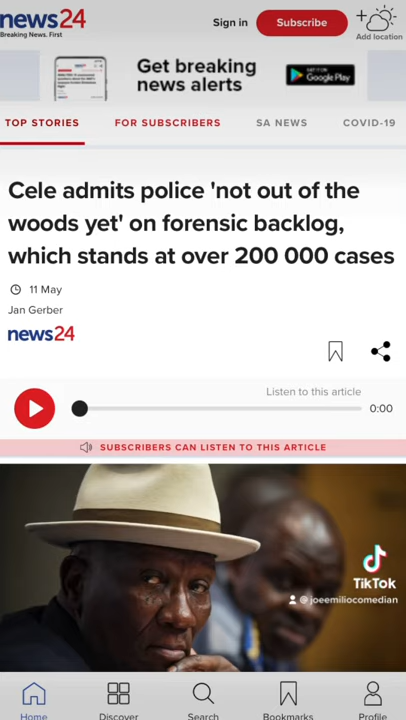 news24
Breaking News. First
Sign in
Subscribe
Add location
Get breaking
news alerts
Google Play
TOP STORIES
FOR SUBSCRIBERS
SA NEWS
COVID-19
Cele admits police 'not out of the
woods yet' on forensic backlog,
which stands at over 200 000 cases
11 May
Jan Gerber
news24
Listen to this article
0:00
SUBSCRIBERS CAN LISTEN TO THIS ARTICLE
TikTok
@joeemiliocomedian
Home
Discover
Search
Bookmarks
Profile